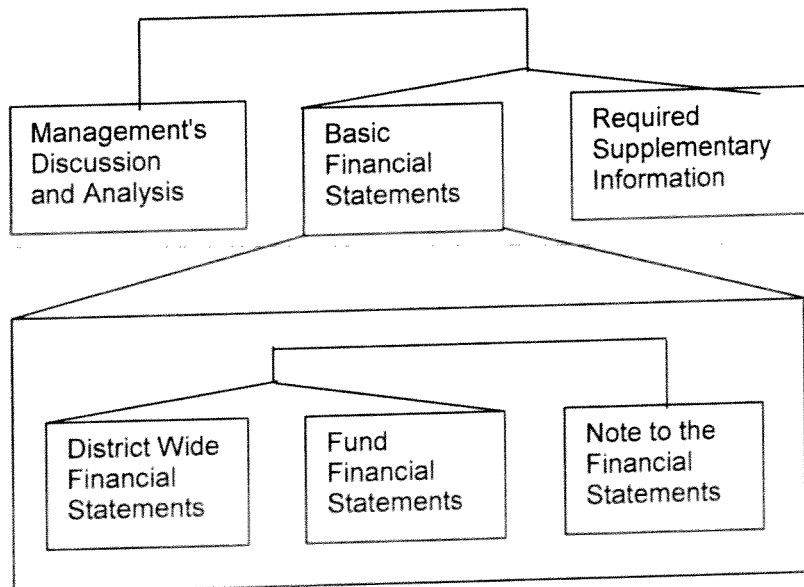 Management's
Discussion
and Analysis
Basic
Financial
Statements
Required
Supplementary
Information
District Wide
Financial
Statements
Fund
Financial
Statements
Note to the
Financial
Statements